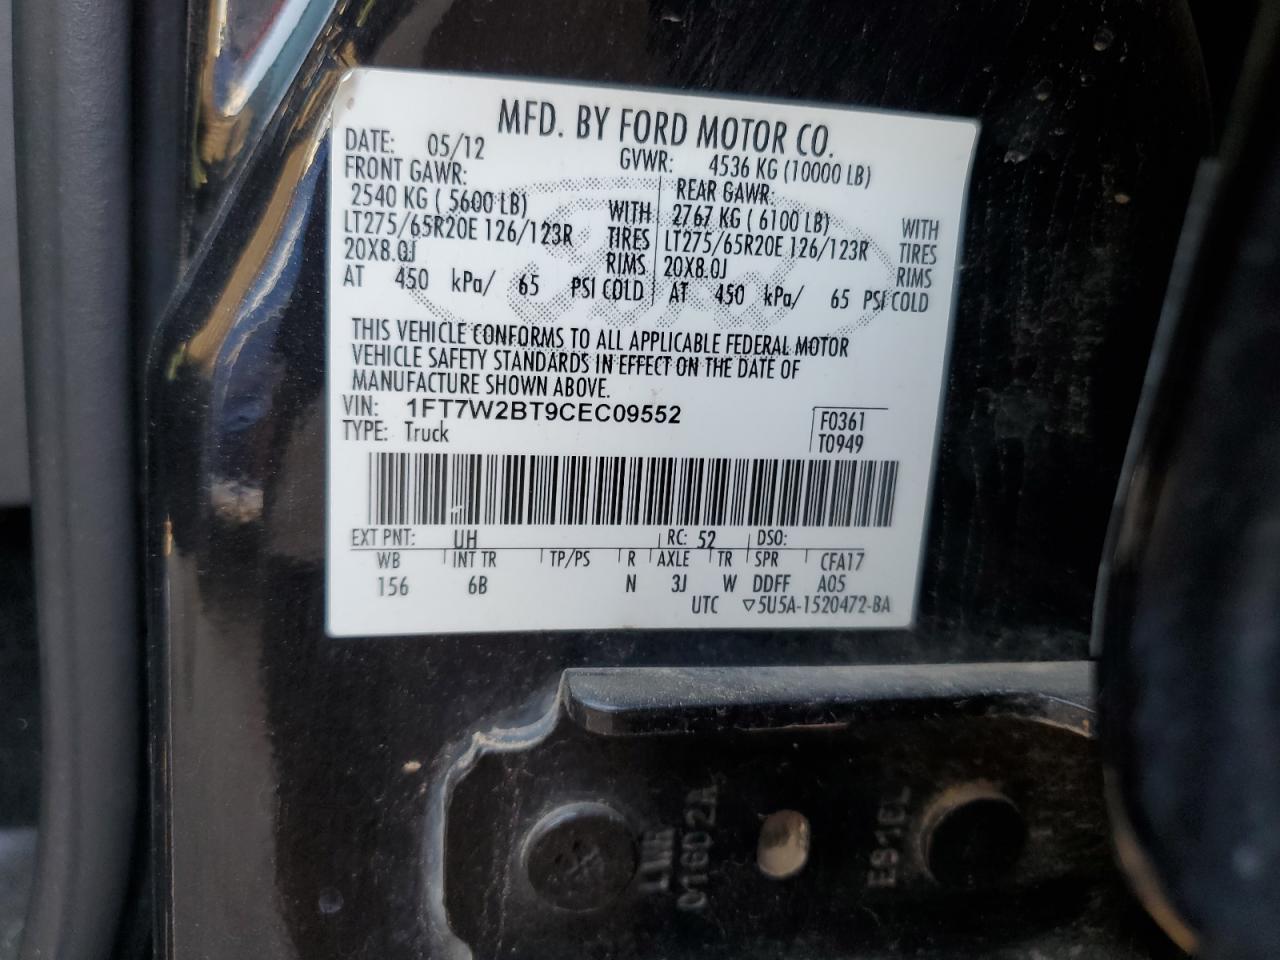 MFD. BY FORD MOTOR CO.
DATE: 05/12 GVWR: 4536 KG (10000 LB)
FRONT GAWR: REAR GAWR:
2540 KG ( 5600 LB) WITH 2767 KG ( 6100 LB) WITH
LT275/65R20E 126/123R TIRES LT275/65R20E 126/123R TIRES
20X8.0J RIMS 20X8.0J RIMS
AT 450 kPa/ 65 PSI COLD AT 450 kPa/ 65 PSI COLD
THIS VEHICLE CONFORMS TO ALL APPLICABLE FEDERAL MOTOR
VEHICLE SAFETY STANDARDS IN EFFECT ON THE DATE OF
MANUFACTURE SHOWN ABOVE.
VIN: 1FT7W2BT9CEC09552 F0361
TYPE: Truck T0949
EXT PNT: UH RC: 52 DSO:
WB INT TR TP/PS R AXLE TR SPR CFA17
156 6B N 3J W DDFF A05
UTC ▽5U5A-1520472-BA
01G02A
E911EL